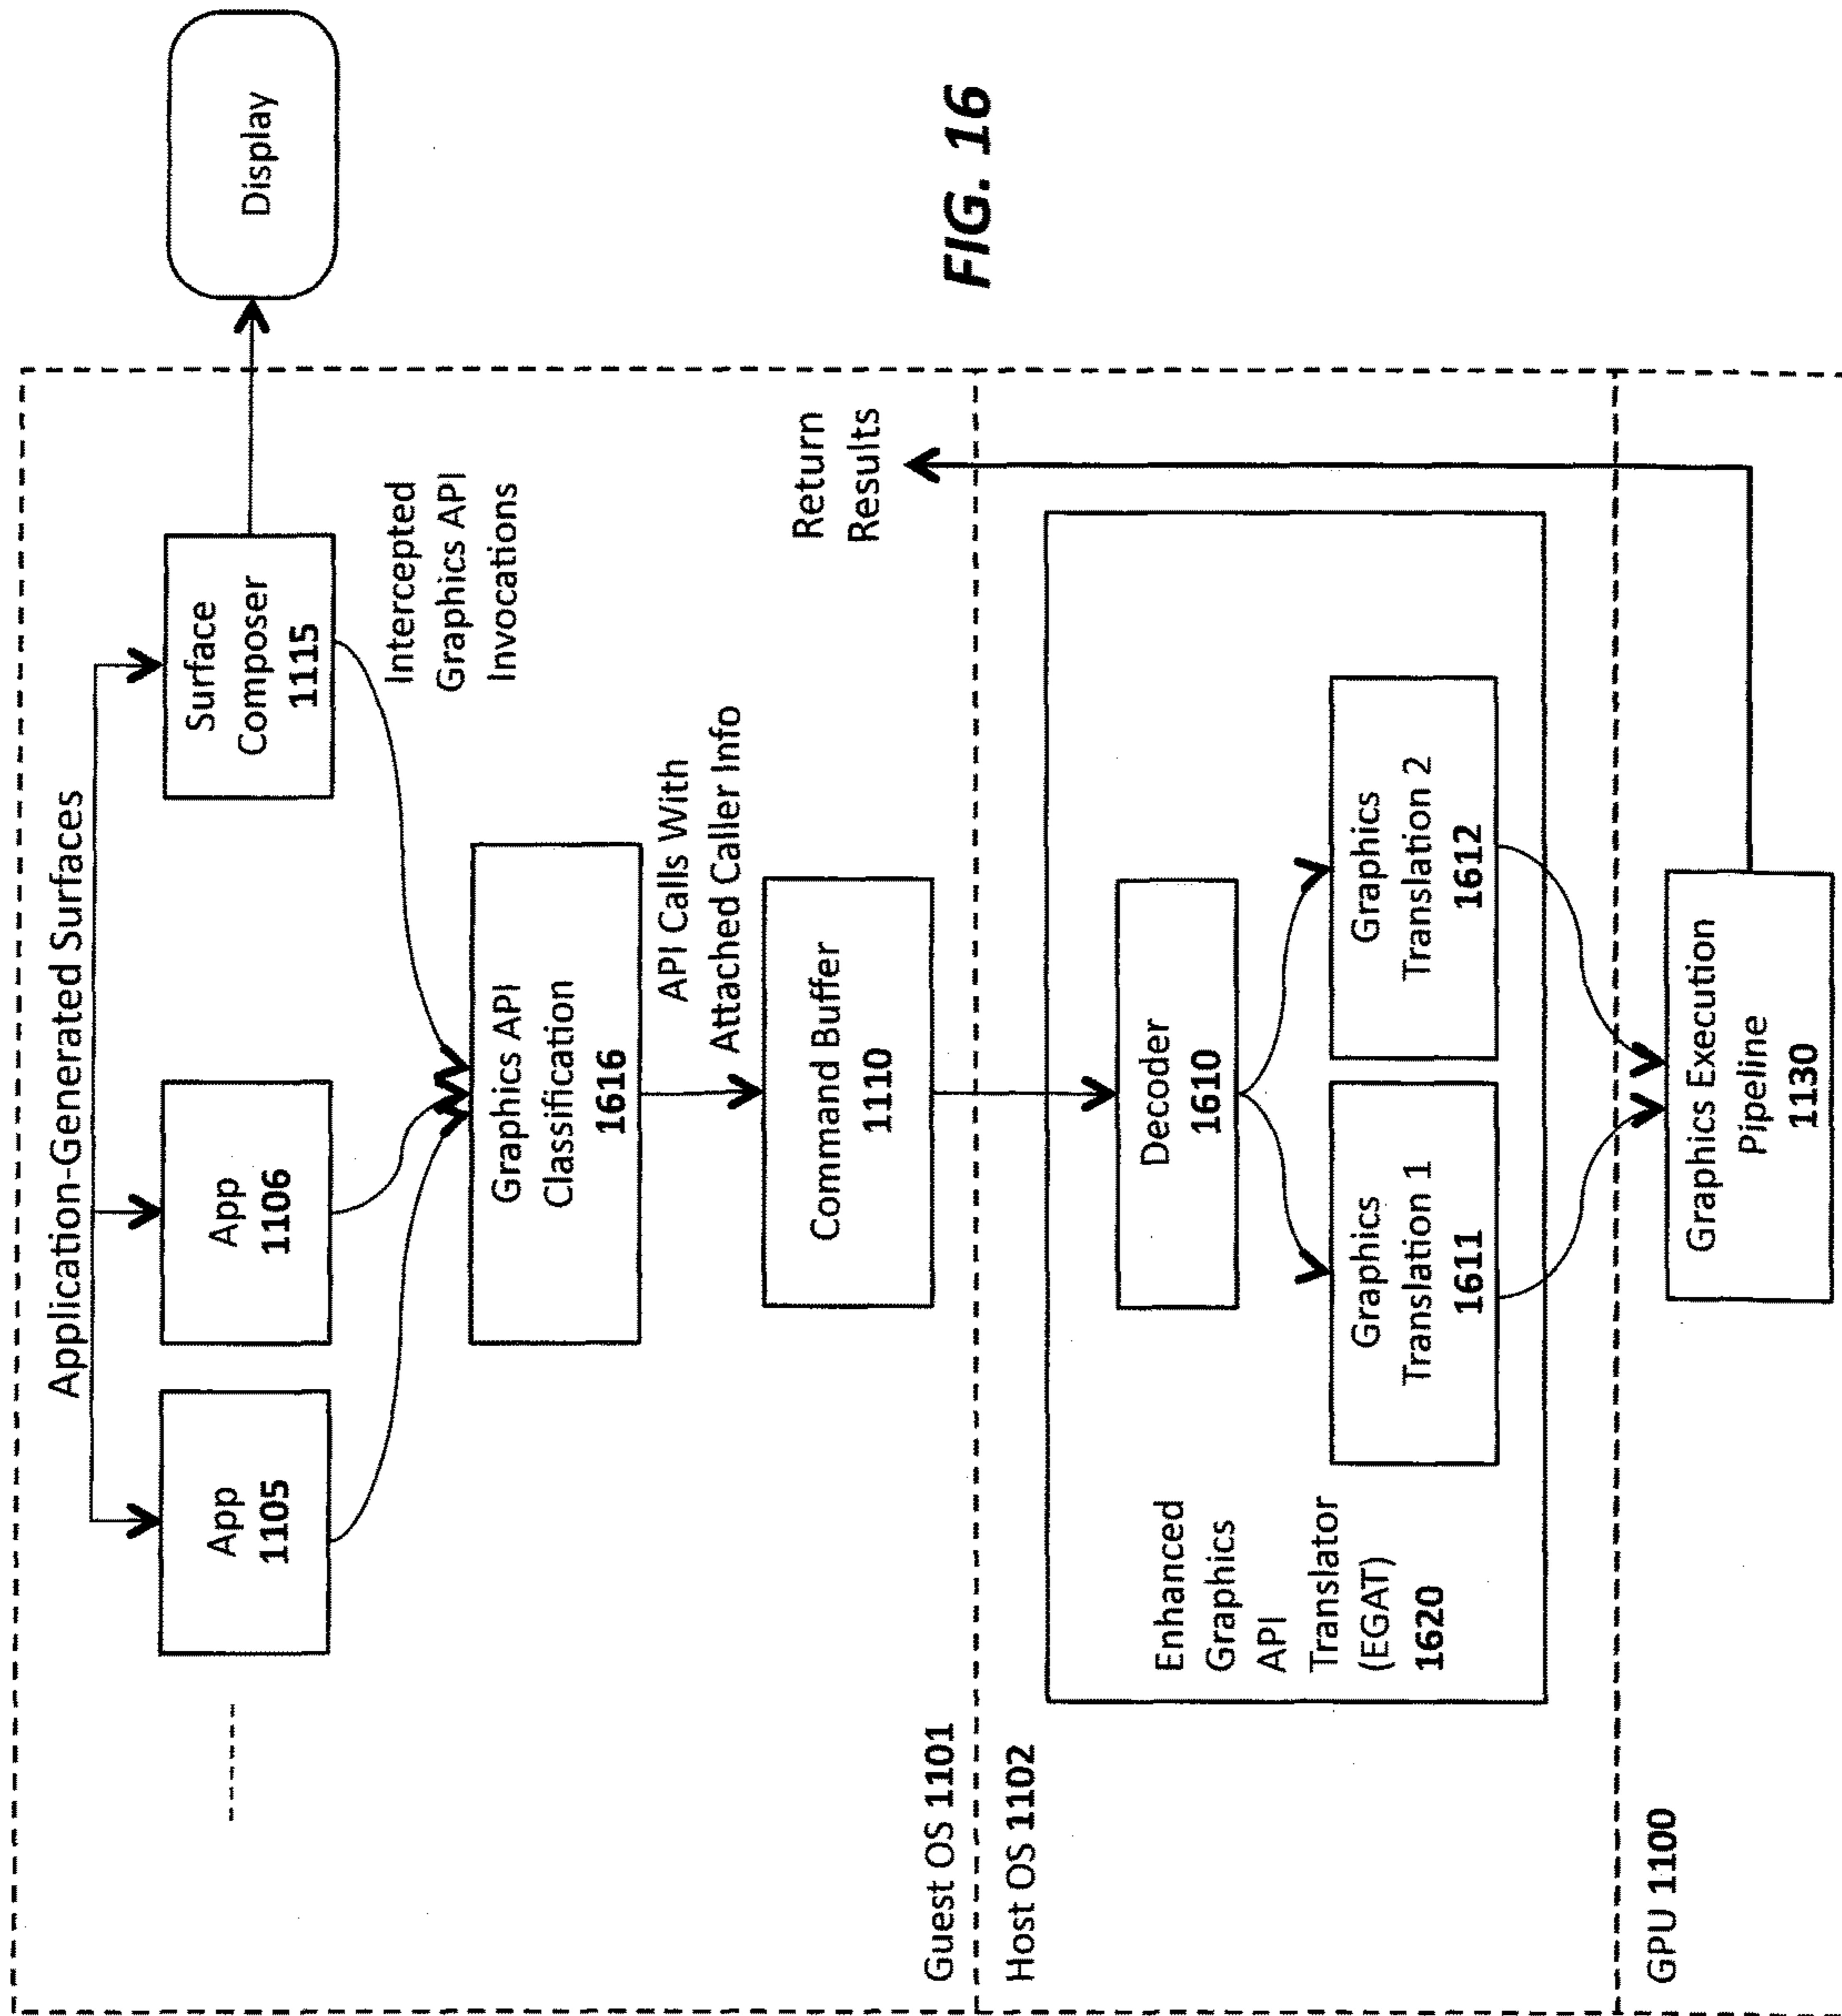 Application-Generated Surfaces
App
1105
App
1106
Surface
Composer
1115
Display
Intercepted
Graphics API
Invocations
Graphics API
Classification
1616
API Calls With
Attached Caller Info
Command Buffer
1110
Return
Results
Guest OS 1101
Host OS 1102
Decoder
1610
Enhanced
Graphics
API
Translator
(EGAT)
1620
Graphics
Translation 1
1611
Graphics
Translation 2
1612
GPU 1100
Graphics Execution
Pipeline
1130
FIG. 16